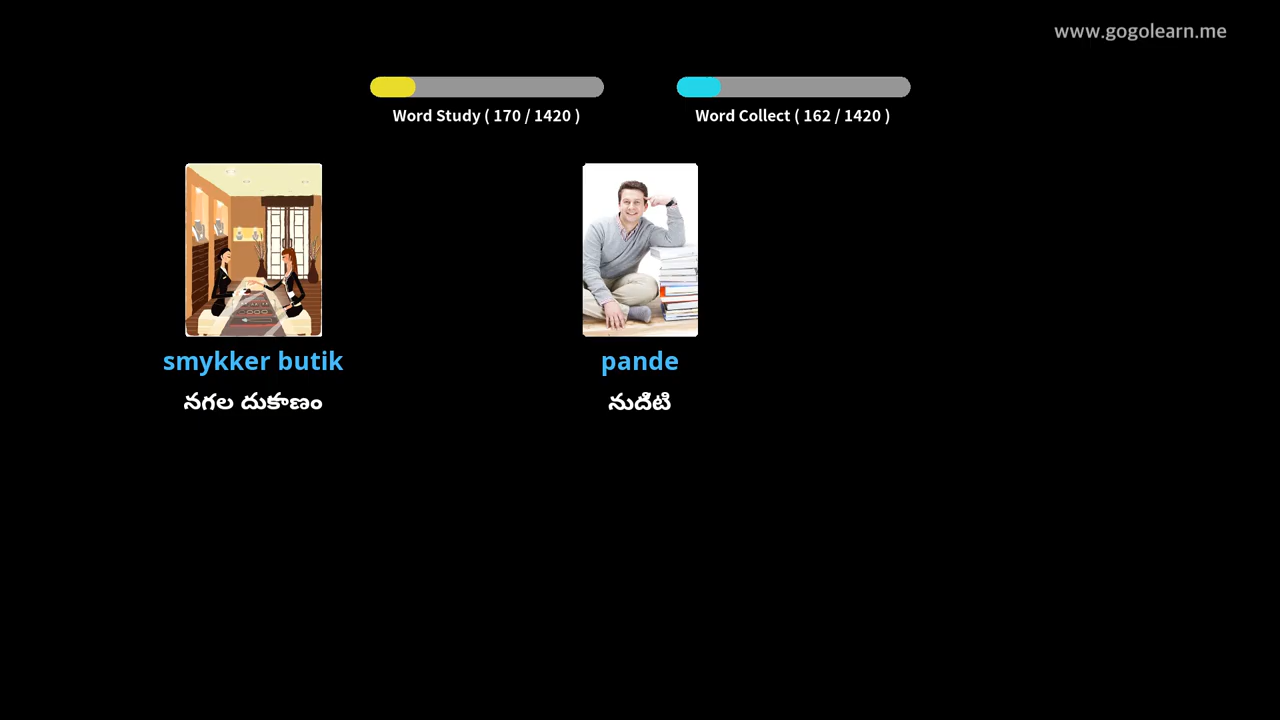 www.gogolearn.me
Word Study ( 170 / 1420 )
Word Collect ( 162 / 1420 )
smykker butik
నగల దుకాణం
pande
నుదిటి